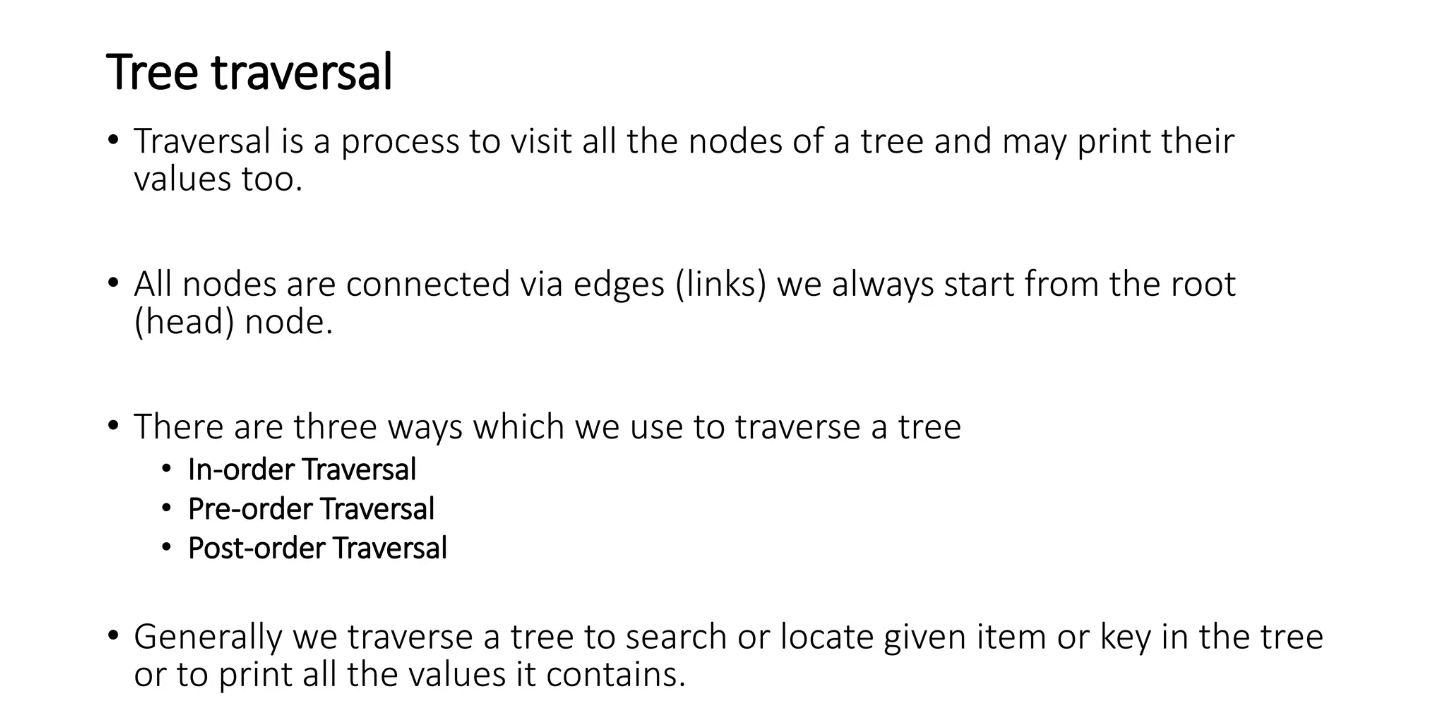 Tree traversal
• Traversal is a process to visit all the nodes of a tree and may print their
values too.
• All nodes are connected via edges (links) we always start from the root
(head) node.
• There are three ways which we use to traverse a tree
• In-order Traversal
• Pre-order Traversal
• Post-order Traversal
• Generally we traverse a tree to search or locate given item or key in the tree
or to print all the values it contains.